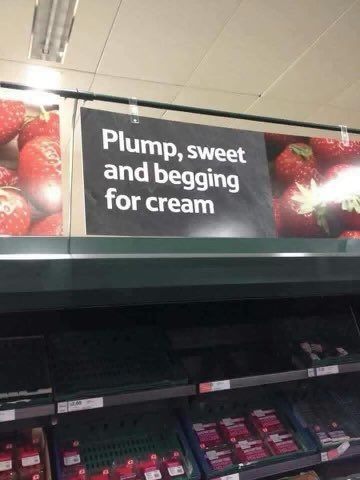 Plump, sweet
and begging
for cream